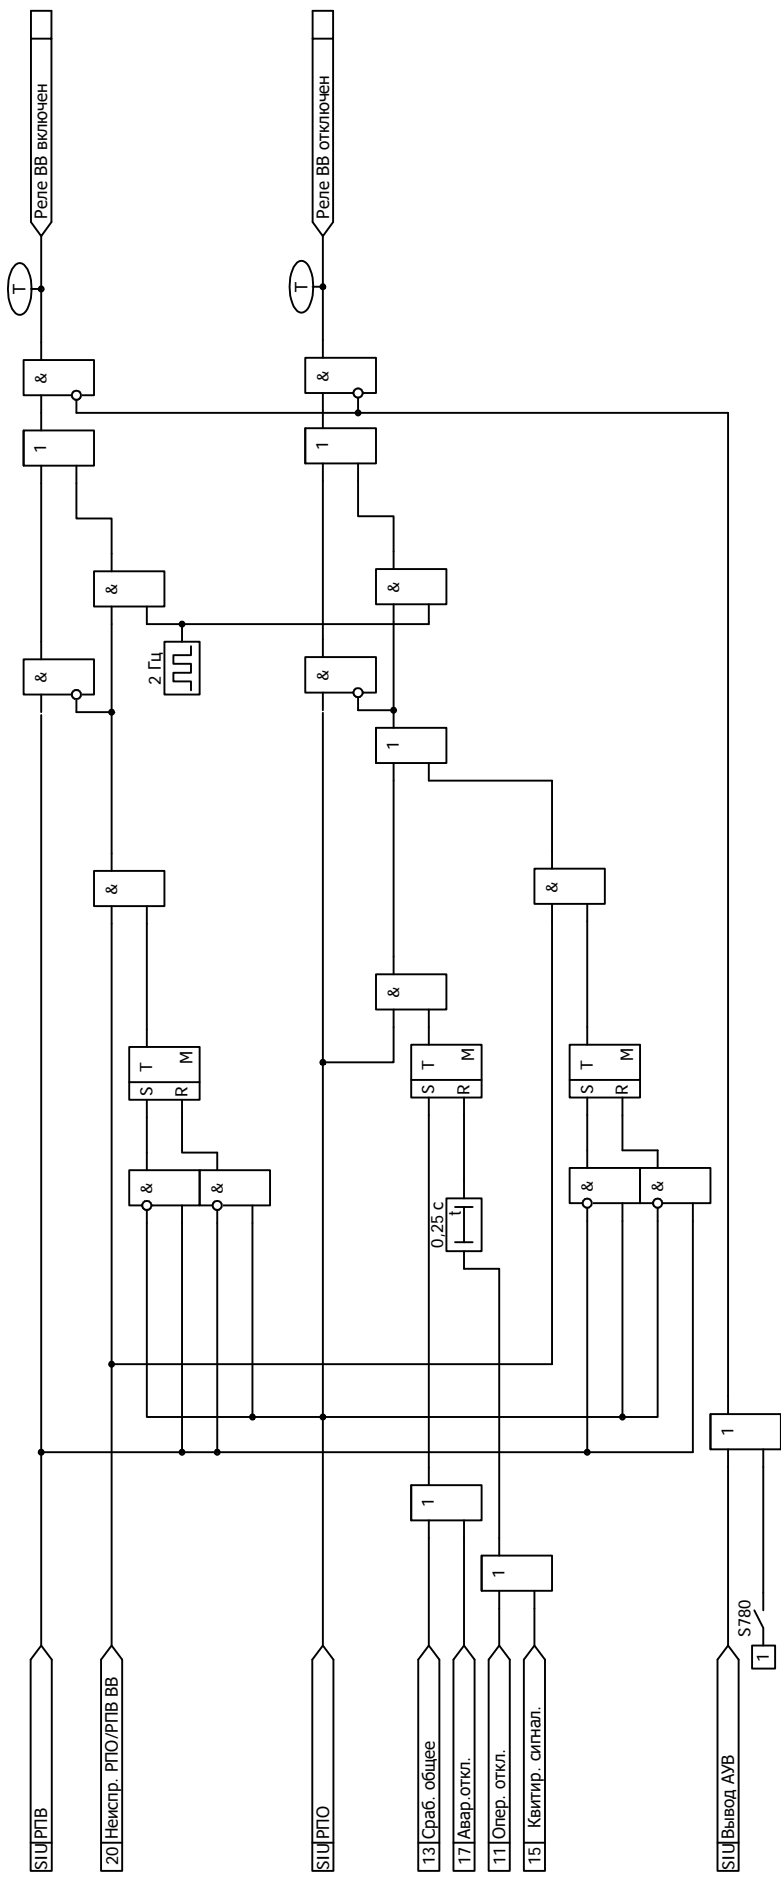 SIU РПВ
20 Неиспр. РПО/РПВ ВВ
SIU РПО
13 Сраб. общее
17 Авар.откл.
11 Опер. откл.
15 Квитир. сигнал.
SIU Вывод АУВ
1
S780
1
1
1
&
&
S T
R M
0,25 с
t
S T
R M
&
&
S T
R M
&
&
&
1
&
&
2 Гц
&
&
1
1
&
&
T
T
Реле ВВ включен
Реле ВВ отключен